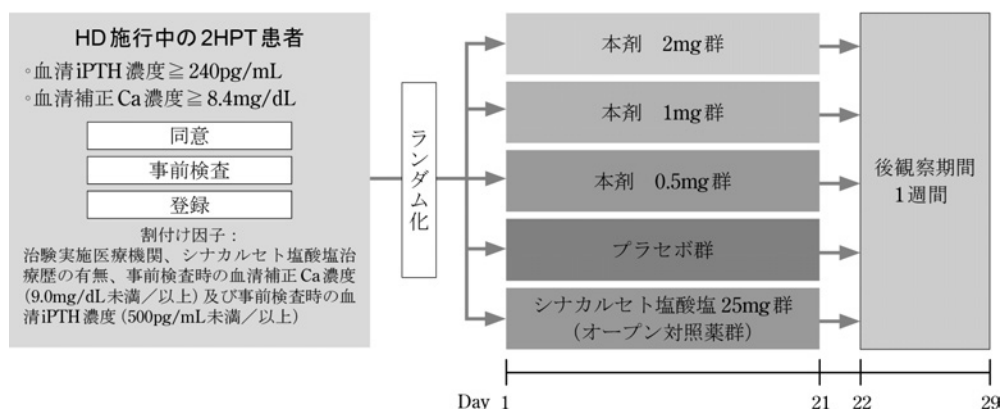 HD施行中の2HPT患者
◦血清iPTH濃度≧240pg/mL
◦血清補正Ca濃度≧8.4mg/dL
同意
事前検査
登録
割付け因子：
治験実施医療機関、シナカルセト塩酸塩治
療歴の有無、事前検査時の血清補正Ca濃度
(9.0mg/dL未満／以上)及び事前検査時の血
清iPTH濃度(500pg/mL未満／以上)
ランダム化
本剤　2mg群
本剤　1mg群
本剤　0.5mg群
プラセボ群
シナカルセト塩酸塩25mg群
(オープン対照薬群)
後観察期間
1週間
Day 1 21 22 29